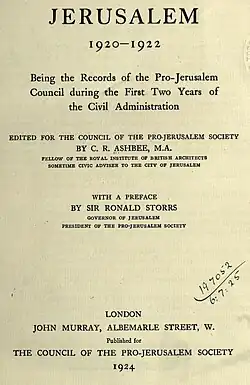 JERUSALEM
1920–1922
Being the Records of the Pro-Jerusalem
Council during the First Two Years of
the Civil Administration
EDITED FOR THE COUNCIL OF THE PRO-JERUSALEM SOCIETY
BY C. R. ASHBEE, M.A.
FELLOW OF THE ROYAL INSTITUTE OF BRITISH ARCHITECTS
SOMETIME CIVIC ADVISER TO THE CITY OF JERUSALEM
WITH A PREFACE
BY SIR RONALD STORRS
GOVERNOR OF JERUSALEM
PRESIDENT OF THE PRO-JERUSALEM SOCIETY
197052
6.7.25
LONDON
JOHN MURRAY, ALBEMARLE STREET, W.
Published for
THE COUNCIL OF THE PRO-JERUSALEM SOCIETY
1924